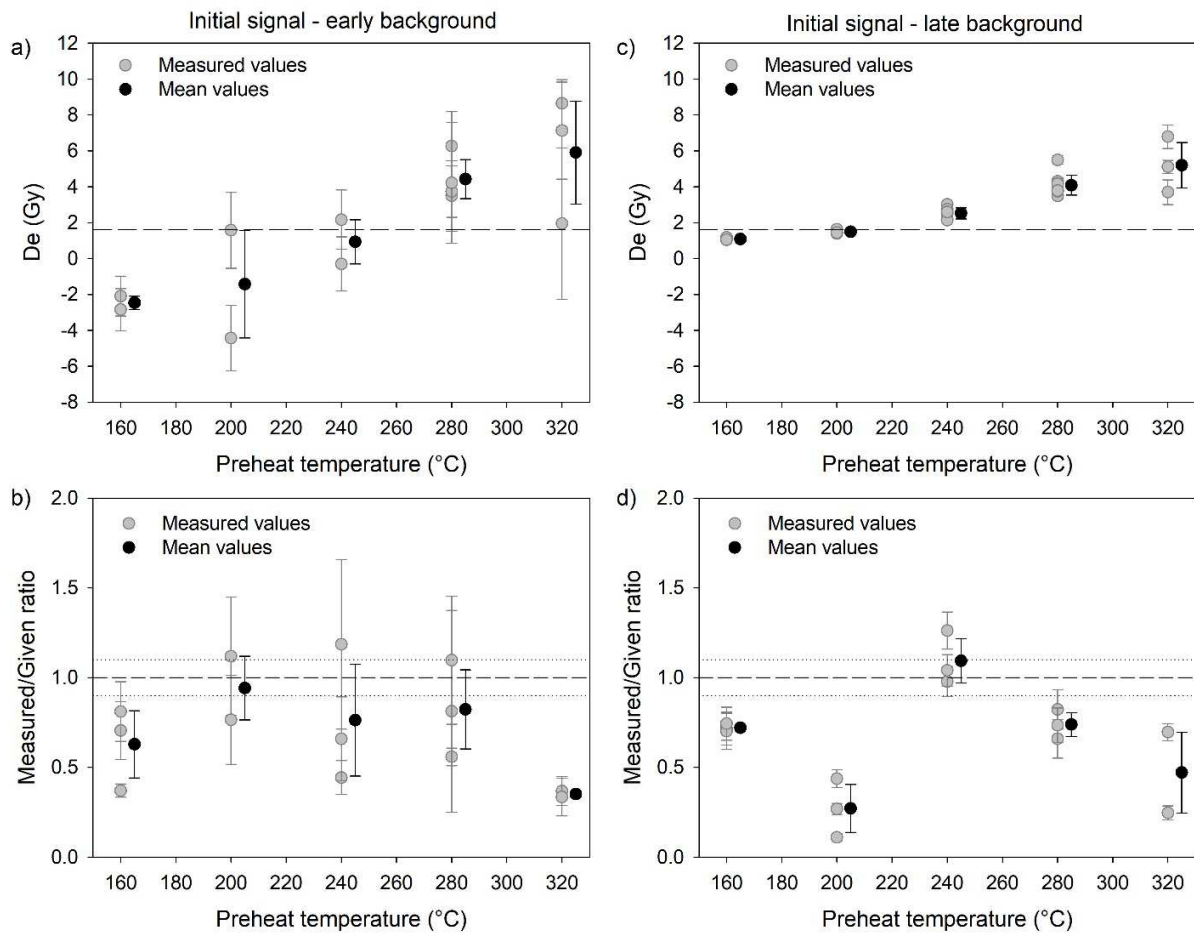 Initial signal - early background
a)
12
10
8
6
4
2
0
-2
-4
-6
-8
De (Gy)
Measured values
Mean values
160 180 200 220 240 260 280 300 320
Preheat temperature (°C)
Initial signal - late background
c)
12
10
8
6
4
2
0
-2
-4
-6
-8
De (Gy)
Measured values
Mean values
160 180 200 220 240 260 280 300 320
Preheat temperature (°C)
b)
2.0
1.5
1.0
0.5
0.0
Measured/Given ratio
Measured values
Mean values
160 180 200 220 240 260 280 300 320
Preheat temperature (°C)
d)
2.0
1.5
1.0
0.5
0.0
Measured/Given ratio
Measured values
Mean values
160 180 200 220 240 260 280 300 320
Preheat temperature (°C)